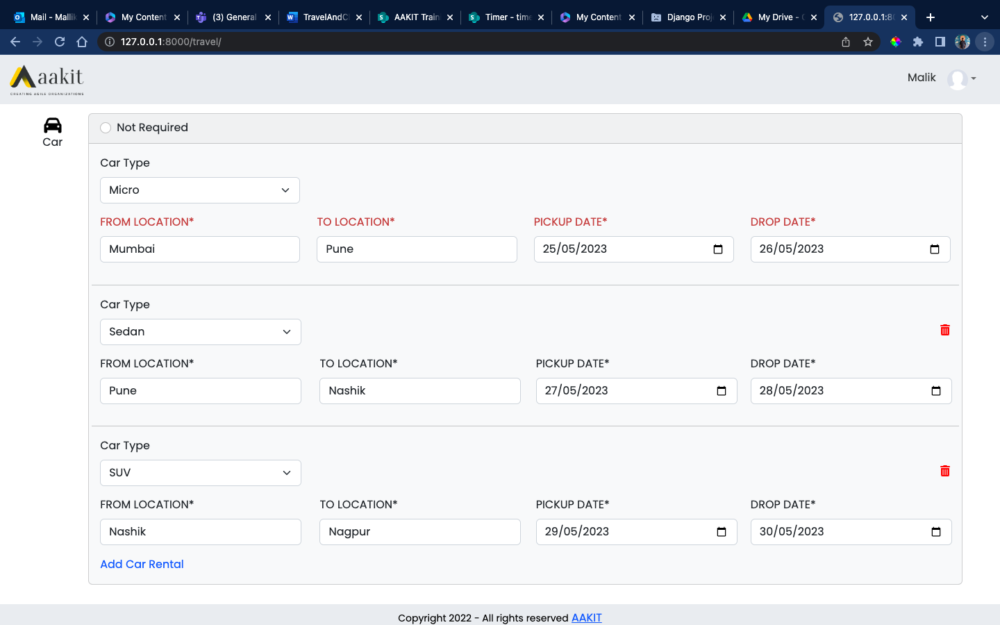 Mail - Mallik
My Content
(3) General
TravelAndCl
AAKIT Train
Timer - time
My Content
Django Proj
My Drive - G
127.0.0.1:80
127.0.0.1:8000/travel/
aakit
CREATING AGILE ORGANIZATIONS
Malik
Car
Not Required
Car Type
Micro
FROM LOCATION* TO LOCATION* PICKUP DATE* DROP DATE*
Mumbai Pune 25/05/2023 26/05/2023
Car Type
Sedan
FROM LOCATION* TO LOCATION* PICKUP DATE* DROP DATE*
Pune Nashik 27/05/2023 28/05/2023
Car Type
SUV
FROM LOCATION* TO LOCATION* PICKUP DATE* DROP DATE*
Nashik Nagpur 29/05/2023 30/05/2023
Add Car Rental
Copyright 2022 - All rights reserved AAKIT